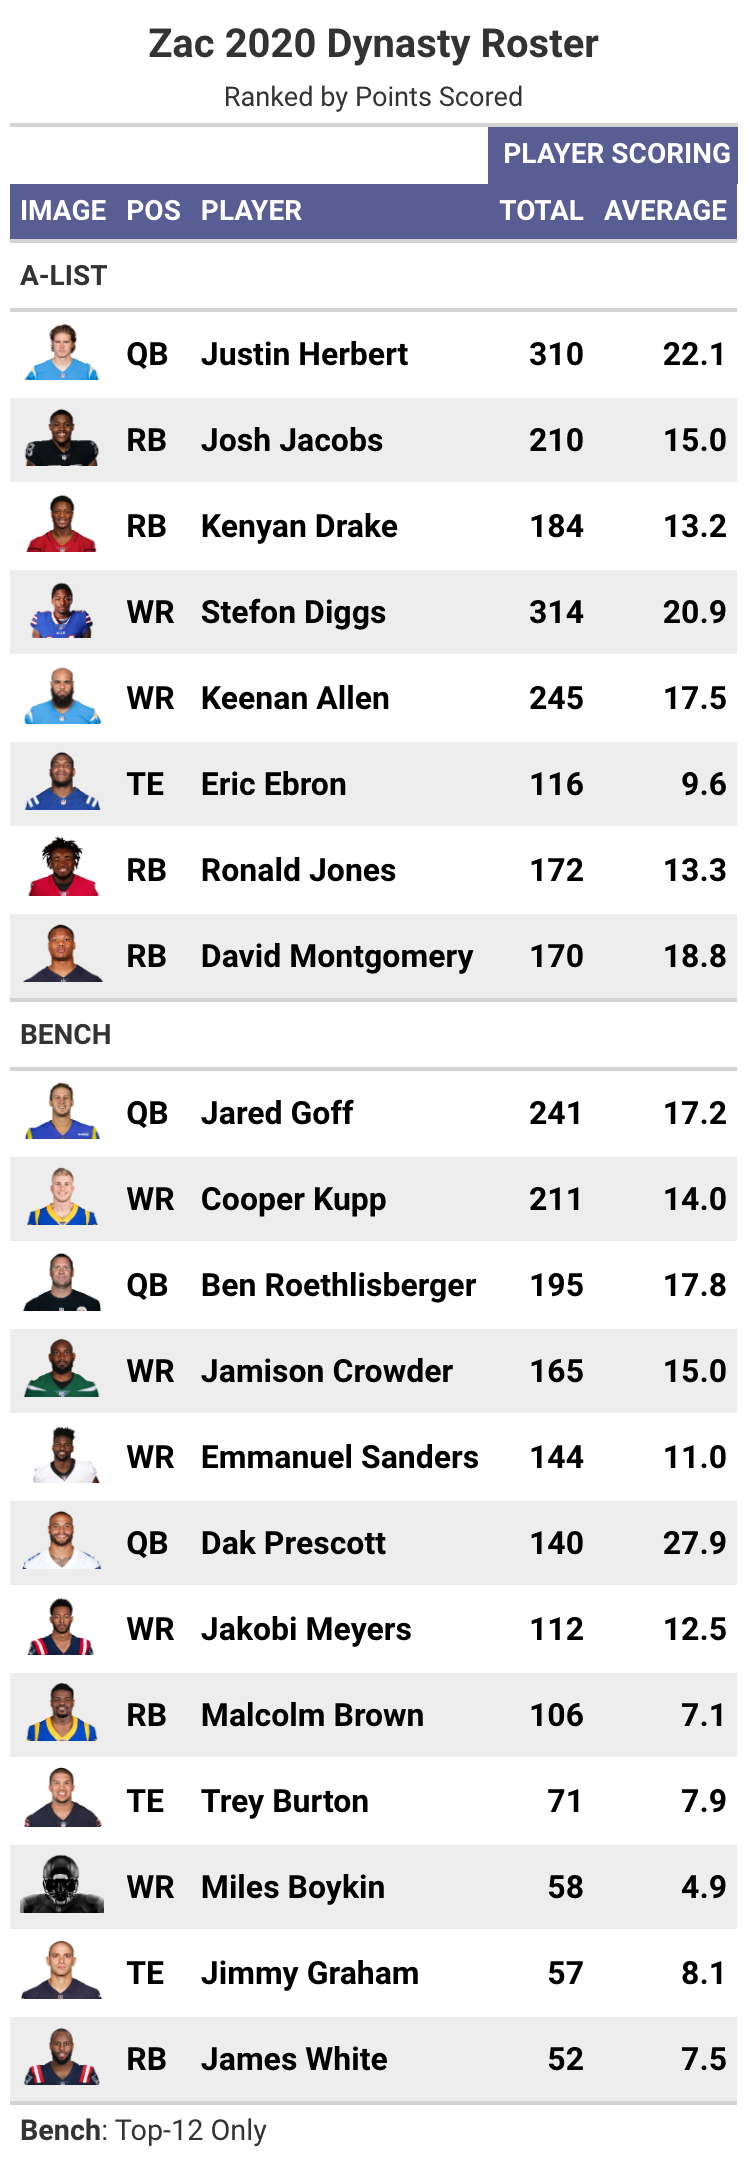 Zac 2020 Dynasty Roster
Ranked by Points Scored
PLAYER SCORING
IMAGE POS PLAYER TOTAL AVERAGE
A-LIST
QB Justin Herbert 310 22.1
RB Josh Jacobs 210 15.0
RB Kenyan Drake 184 13.2
WR Stefon Diggs 314 20.9
WR Keenan Allen 245 17.5
TE Eric Ebron 116 9.6
RB Ronald Jones 172 13.3
RB David Montgomery 170 18.8
BENCH
QB Jared Goff 241 17.2
WR Cooper Kupp 211 14.0
QB Ben Roethlisberger 195 17.8
WR Jamison Crowder 165 15.0
WR Emmanuel Sanders 144 11.0
QB Dak Prescott 140 27.9
WR Jakobi Meyers 112 12.5
RB Malcolm Brown 106 7.1
TE Trey Burton 71 7.9
WR Miles Boykin 58 4.9
TE Jimmy Graham 57 8.1
RB James White 52 7.5
Bench: Top-12 Only